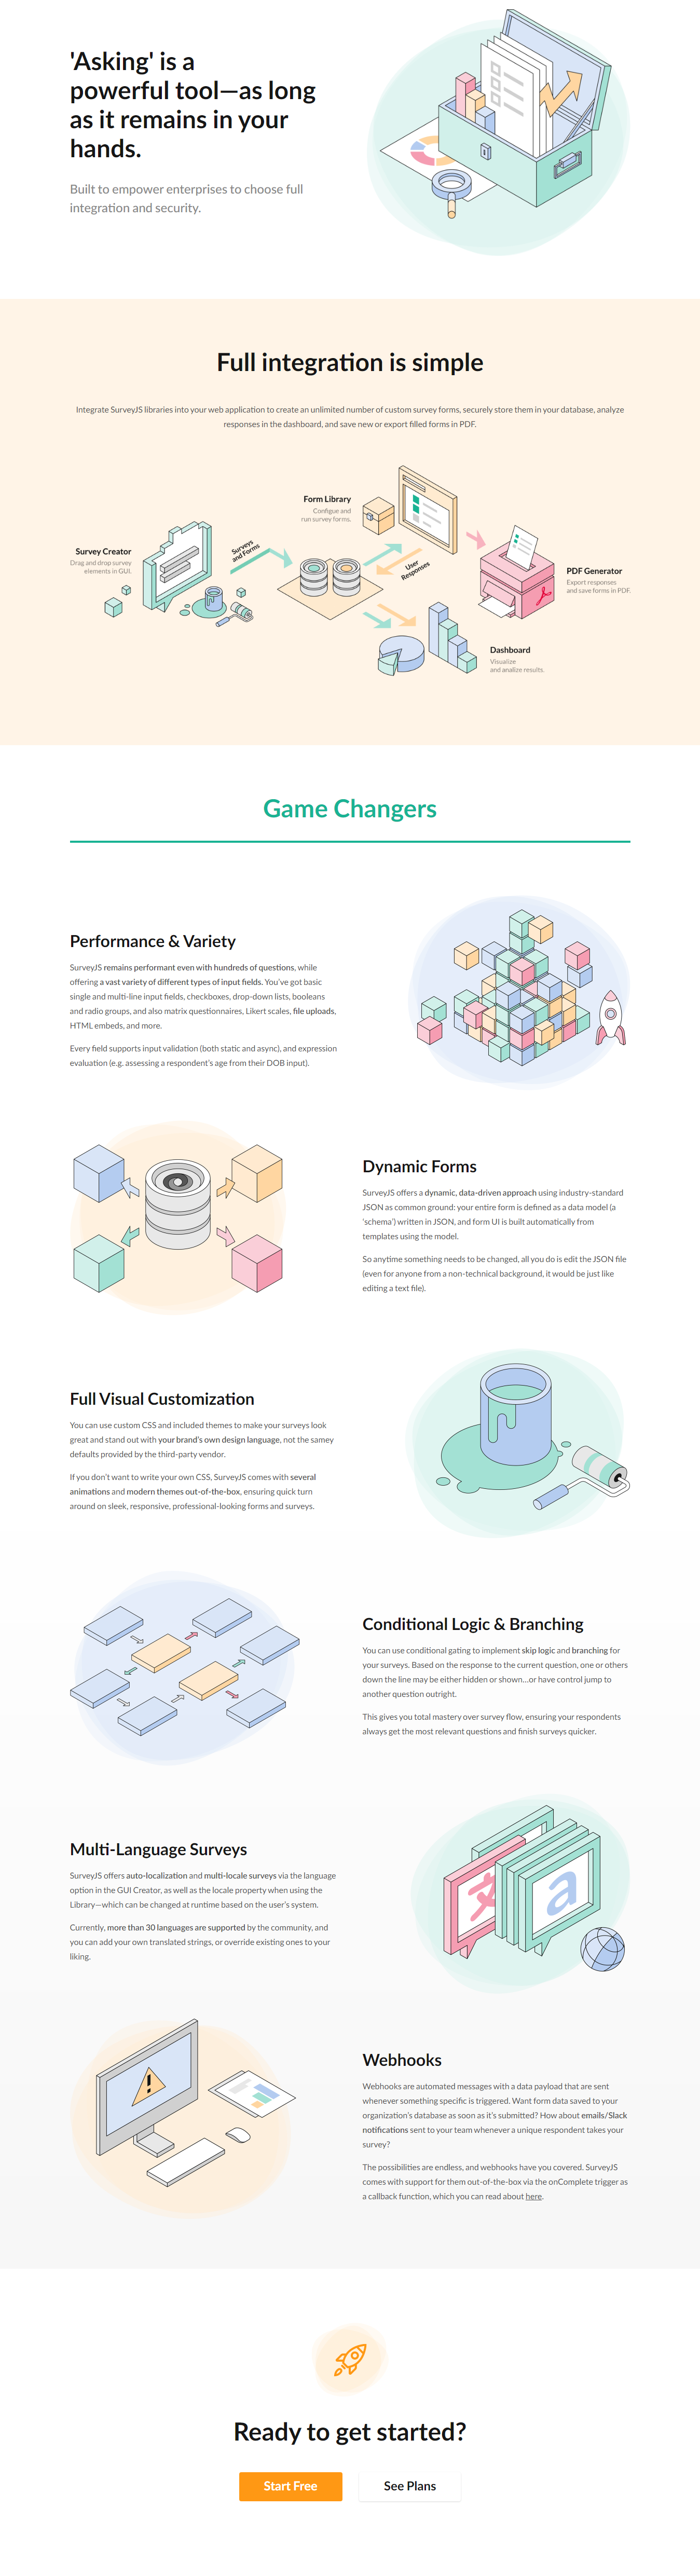 'Asking' is a
powerful tool—as long
as it remains in your
hands.
Built to empower enterprises to choose full
integration and security.
Full integration is simple
Integrate SurveyJS libraries into your web application to create an unlimited number of custom survey forms, securely store them in your database, analyze
responses in the dashboard, and save new or export filled forms in PDF.
Survey Creator
Drag and drop survey
elements in GUI.
Surveys
and Forms
Form Library
Configue and
run survey forms.
User
Responses
PDF Generator
Export responses
and save forms in PDF.
Dashboard
Visualize
and analize results.
Game Changers
Performance & Variety
SurveyJS remains performant even with hundreds of questions, while
offering a vast variety of different types of input fields. You've got basic
single and multi-line input fields, checkboxes, drop-down lists, booleans
and radio groups, and also matrix questionnaires, Likert scales, file uploads,
HTML embeds, and more.
Every field supports input validation (both static and async), and expression
evaluation (e.g. assessing a respondent's age from their DOB input).
Dynamic Forms
SurveyJS offers a dynamic, data-driven approach using industry-standard
JSON as common ground: your entire form is defined as a data model (a
'schema') written in JSON, and form UI is built automatically from
templates using the model.
So anytime something needs to be changed, all you do is edit the JSON file
(even for anyone from a non-technical background, it would be just like
editing a text file).
Full Visual Customization
You can use custom CSS and included themes to make your surveys look
great and stand out with your brand's own design language, not the samey
defaults provided by the third-party vendor.
If you don't want to write your own CSS, SurveyJS comes with several
animations and modern themes out-of-the-box, ensuring quick turn
around on sleek, responsive, professional-looking forms and surveys.
Conditional Logic & Branching
You can use conditional gating to implement skip logic and branching for
your surveys. Based on the response to the current question, one or others
down the line may be either hidden or shown...or have control jump to
another question outright.
This gives you total mastery over survey flow, ensuring your respondents
always get the most relevant questions and finish surveys quicker.
Multi-Language Surveys
SurveyJS offers auto-localization and multi-locale surveys via the language
option in the GUI Creator, as well as the locale property when using the
Library—which can be changed at runtime based on the user's system.
Currently, more than 30 languages are supported by the community, and
you can add your own translated strings, or override existing ones to your
liking.
a
Webhooks
Webhooks are automated messages with a data payload that are sent
whenever something specific is triggered. Want form data saved to your
organization's database as soon as it's submitted? How about emails/Slack
notifications sent to your team whenever a unique respondent takes your
survey?
The possibilities are endless, and webhooks have you covered. SurveyJS
comes with support for them out-of-the-box via the onComplete trigger as
a callback function, which you can read about here.
Ready to get started?
Start Free
See Plans